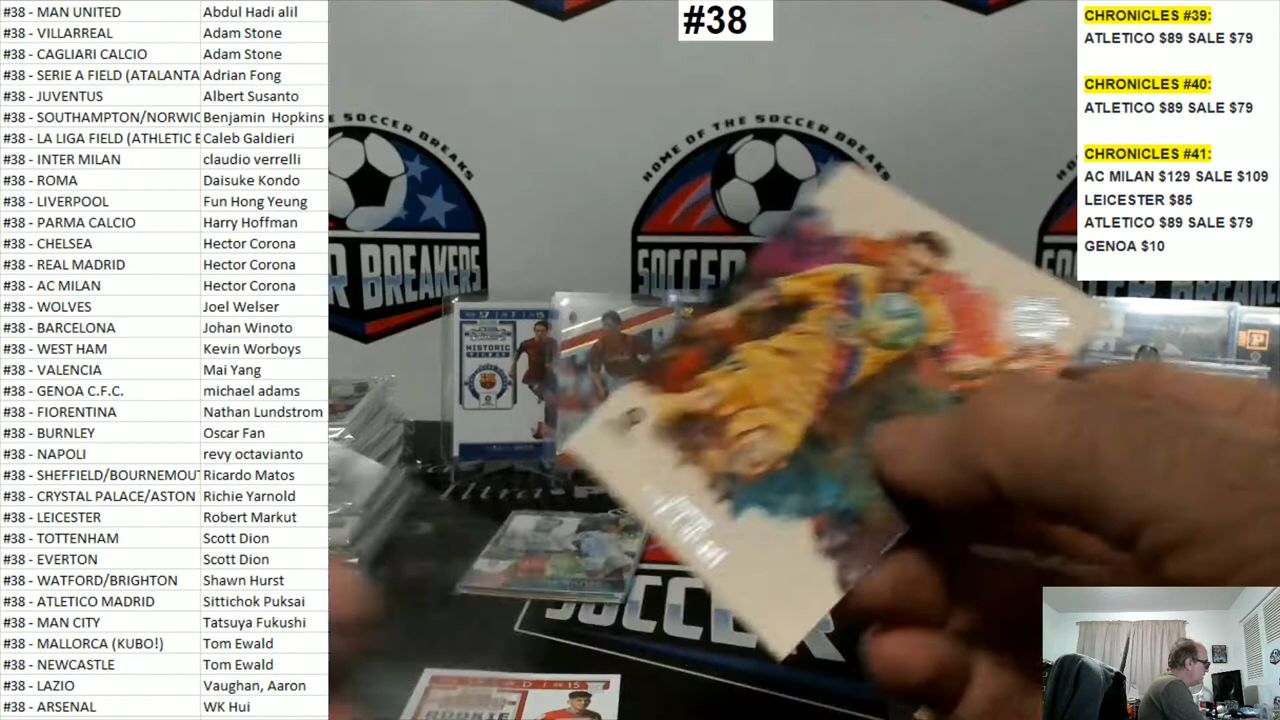 #38 - MAN UNITED Abdul Hadi alil
#38 - VILLARREAL Adam Stone
#38 - CAGLIARI CALCIO Adam Stone
#38 - SERIE A FIELD (ATALANTA Adrian Fong
#38 - JUVENTUS Albert Susanto
#38 - SOUTHAMPTON/NORWIC Benjamin Hopkins
#38 - LA LIGA FIELD (ATHLETIC E Caleb Galdieri
#38 - INTER MILAN claudio verrelli
#38 - ROMA Daisuke Kondo
#38 - LIVERPOOL Fun Hong Yeung
#38 - PARMA CALCIO Harry Hoffman
#38 - CHELSEA Hector Corona
#38 - REAL MADRID Hector Corona
#38 - AC MILAN Hector Corona
#38 - WOLVES Joel Welser
#38 - BARCELONA Johan Winoto
#38 - WEST HAM Kevin Worboys
#38 - VALENCIA Mai Yang
#38 - GENOA C.F.C. michael adams
#38 - FIORENTINA Nathan Lundstrom
#38 - BURNLEY Oscar Fan
#38 - NAPOLI revy octavianto
#38 - SHEFFIELD/BOURNEMOUT Ricardo Matos
#38 - CRYSTAL PALACE/ASTON Richie Yarnold
#38 - LEICESTER Robert Markut
#38 - TOTTENHAM Scott Dion
#38 - EVERTON Scott Dion
#38 - WATFORD/BRIGHTON Shawn Hurst
#38 - ATLETICO MADRID Sittichok Puksai
#38 - MAN CITY Tatsuya Fukushi
#38 - MALLORCA (KUBO!) Tom Ewald
#38 - NEWCASTLE Tom Ewald
#38 - LAZIO Vaughan, Aaron
#38 - ARSENAL WK Hui
#38
E SOCCER BREAKS
R BREAKERS
HOME OF THE SOCCER BREAKS
SOCCER
HISTORIC
TICKET
SOCCER
ROOKIE
CHRONICLES #39:
ATLETICO $89 SALE $79
CHRONICLES #40:
ATLETICO $89 SALE $79
CHRONICLES #41:
AC MILAN $129 SALE $109
LEICESTER $85
ATLETICO $89 SALE $79
GENOA $10